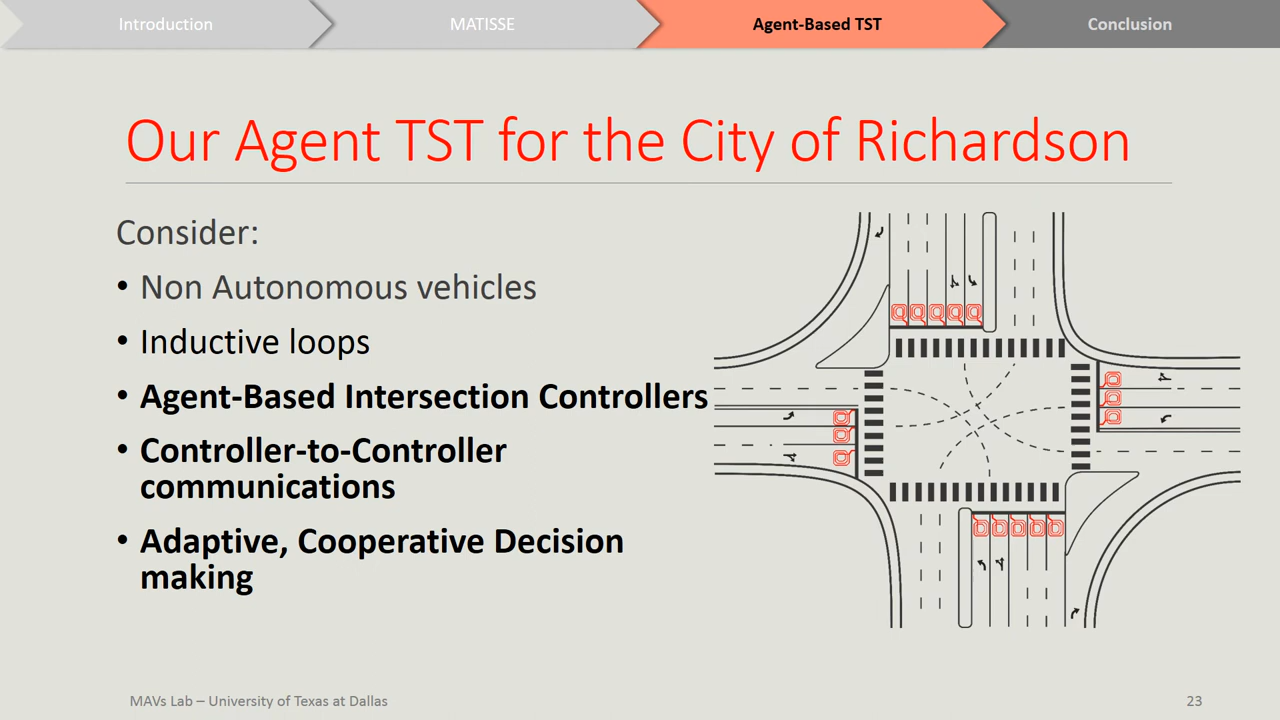 Introduction
MATISSE
Agent-Based TST
Conclusion
Our Agent TST for the City of Richardson
Consider:
• Non Autonomous vehicles
• Inductive loops
• Agent-Based Intersection Controllers
• Controller-to-Controller
communications
• Adaptive, Cooperative Decision
making
MAVs Lab – University of Texas at Dallas
23